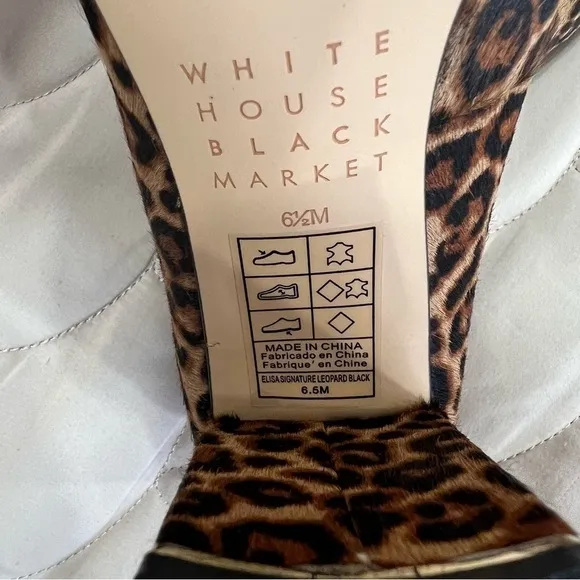 WHITE
HOUSE
BLACK
MARKET
6½M
MADE IN CHINA
Fabricado en China
Fabrique' en Chine
ELISA SIGNATURE LEOPARD BLACK
6.5M